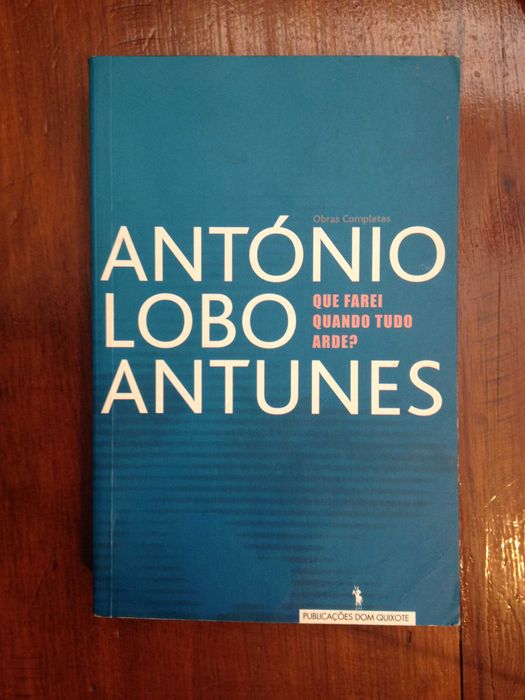 Obras Completas
ANTÓNIO
LOBO
ANTUNES
QUE FAREI
QUANDO TUDO
ARDE?
PUBLICAÇÕES DOM QUIXOTE